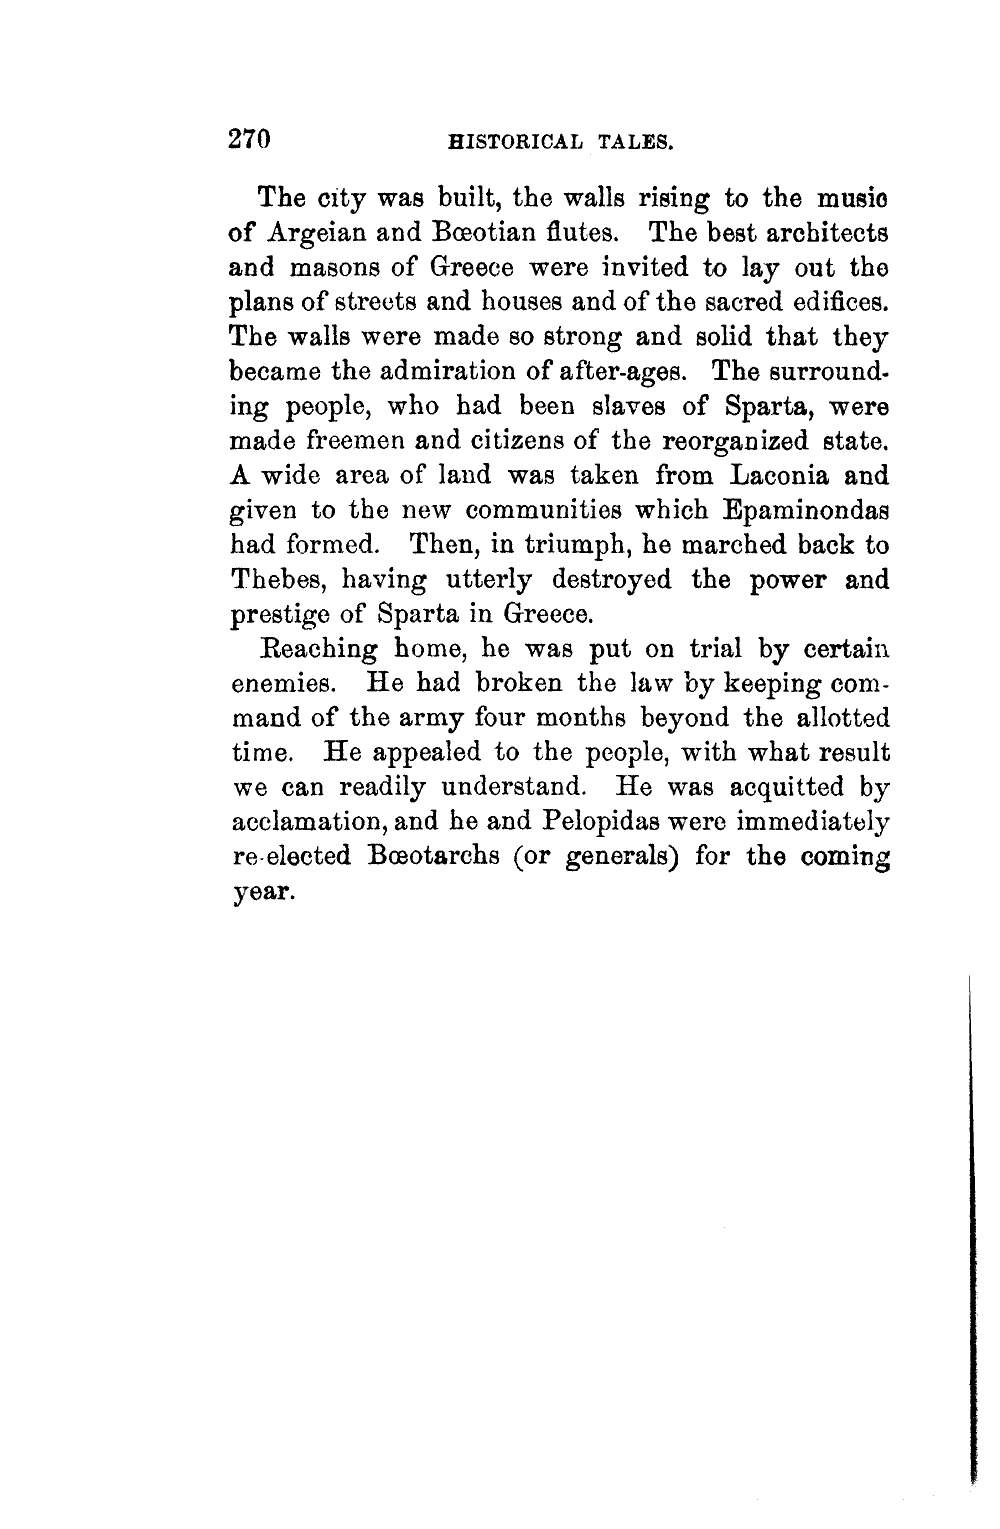 270 HISTORICAL TALES.
The city was built, the walls rising to the music
of Argeian and Bœotian flutes. The best architects
and masons of Greece were invited to lay out the
plans of streets and houses and of the sacred edifices.
The walls were made so strong and solid that they
became the admiration of after-ages. The surround-
ing people, who had been slaves of Sparta, were
made freemen and citizens of the reorganized state.
A wide area of land was taken from Laconia and
given to the new communities which Epaminondas
had formed. Then, in triumph, he marched back to
Thebes, having utterly destroyed the power and
prestige of Sparta in Greece.
Reaching home, he was put on trial by certain
enemies. He had broken the law by keeping com-
mand of the army four months beyond the allotted
time. He appealed to the people, with what result
we can readily understand. He was acquitted by
acclamation, and he and Pelopidas were immediately
re-elected Bœotarchs (or generals) for the coming
year.